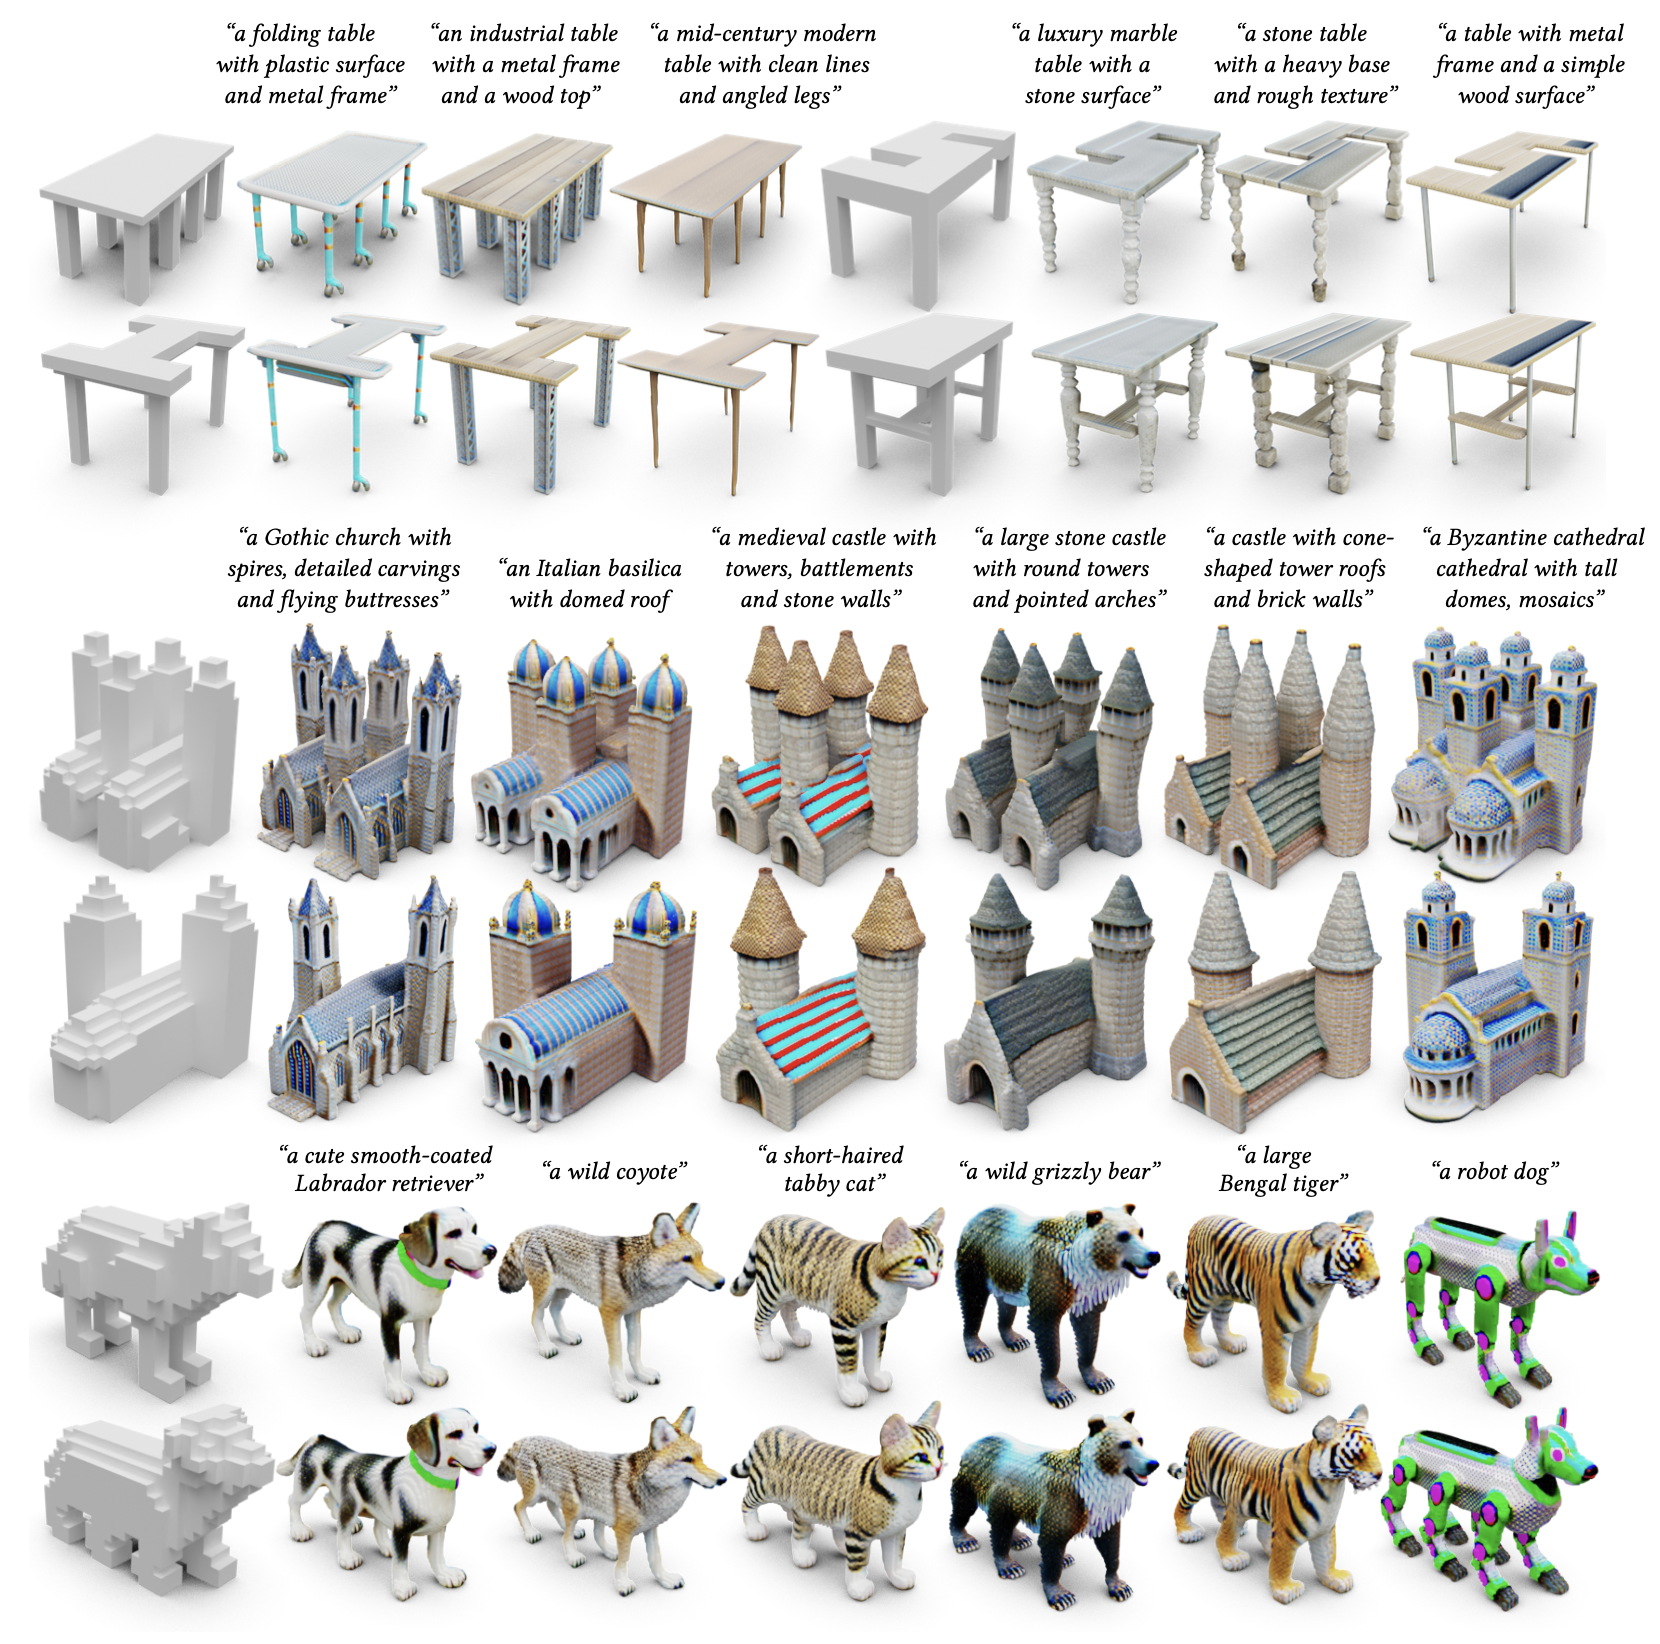 “a folding table
with plastic surface
and metal frame”
“an industrial table
with a metal frame
and a wood top”
“a mid-century modern
table with clean lines
and angled legs”
“a luxury marble
table with a
stone surface”
“a stone table
with a heavy base
and rough texture”
“a table with metal
frame and a simple
wood surface”
“a Gothic church with
spires, detailed carvings
and flying buttresses”
“an Italian basilica
with domed roof
“a medieval castle with
towers, battlements
and stone walls”
“a large stone castle
with round towers
and pointed arches”
“a castle with cone-
shaped tower roofs
and brick walls”
“a Byzantine cathedral
cathedral with tall
domes, mosaics”
“a cute smooth-coated
Labrador retriever”
“a wild coyote”
“a short-haired
tabby cat”
“a wild grizzly bear”
“a large
Bengal tiger”
“a robot dog”